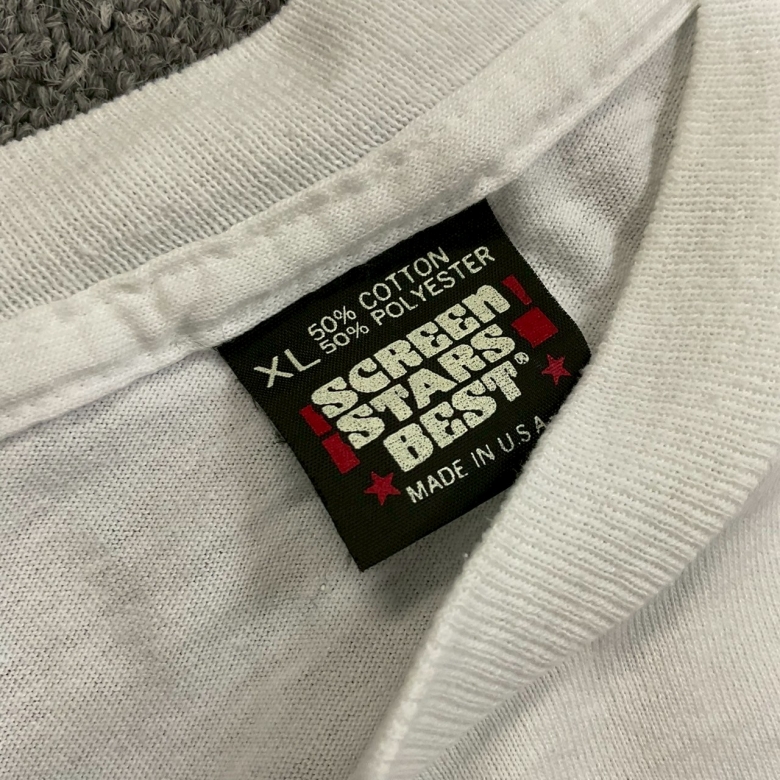 50% COTTON
50% POLYESTER
XL
SCREEN
STARS
BEST®
MADE IN U.S.A